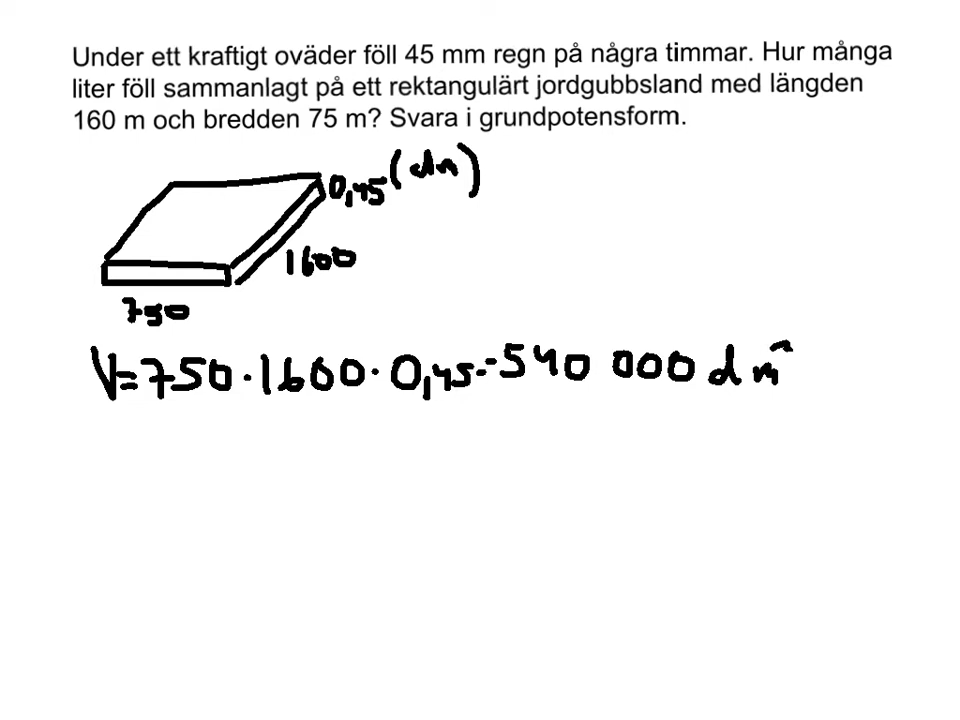 Under ett kraftigt oväder föll 45 mm regn på några timmar. Hur många
liter föll sammanlagt på ett rektangulärt jordgubbsland med längden
160 m och bredden 75 m? Svara i grundpotensform.
0,45 (dm)
1600
750
V=750·1600·0,45=540 000 dm